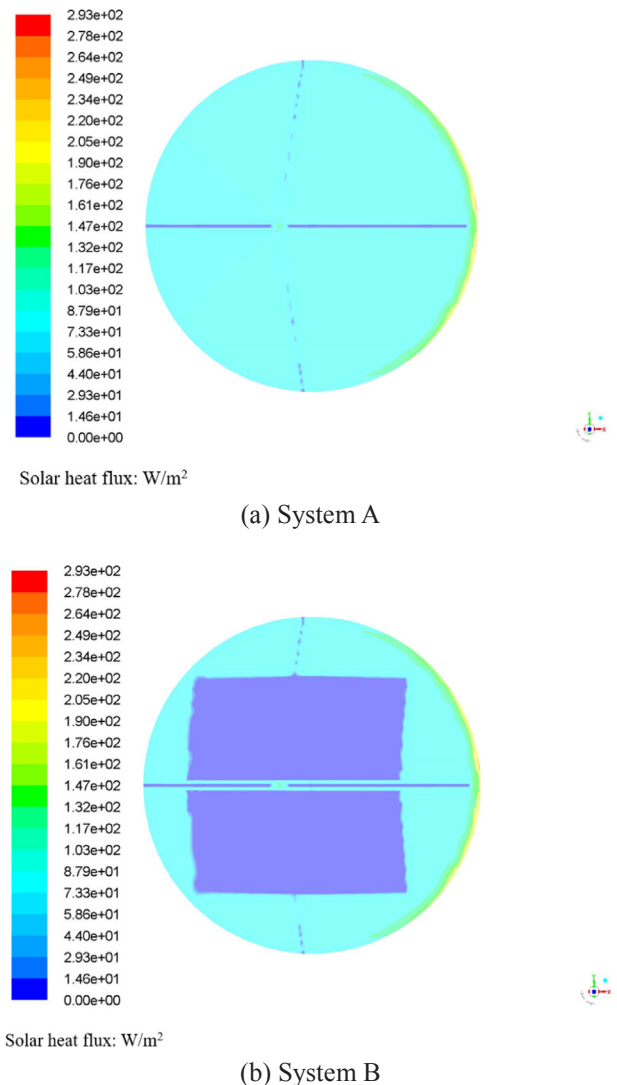 2.93e+02
2.78e+02
2.64e+02
2.49e+02
2.34e+02
2.20e+02
2.05e+02
1.90e+02
1.76e+02
1.61e+02
1.47e+02
1.32e+02
1.17e+02
1.03e+02
8.79e+01
7.33e+01
5.86e+01
4.40e+01
2.93e+01
1.46e+01
0.00e+00
Solar heat flux: W/m²
(a) System A
2.93e+02
2.78e+02
2.64e+02
2.49e+02
2.34e+02
2.20e+02
2.05e+02
1.90e+02
1.76e+02
1.61e+02
1.47e+02
1.32e+02
1.17e+02
1.03e+02
8.79e+01
7.33e+01
5.86e+01
4.40e+01
2.93e+01
1.46e+01
0.00e+00
Solar heat flux: W/m²
(b) System B